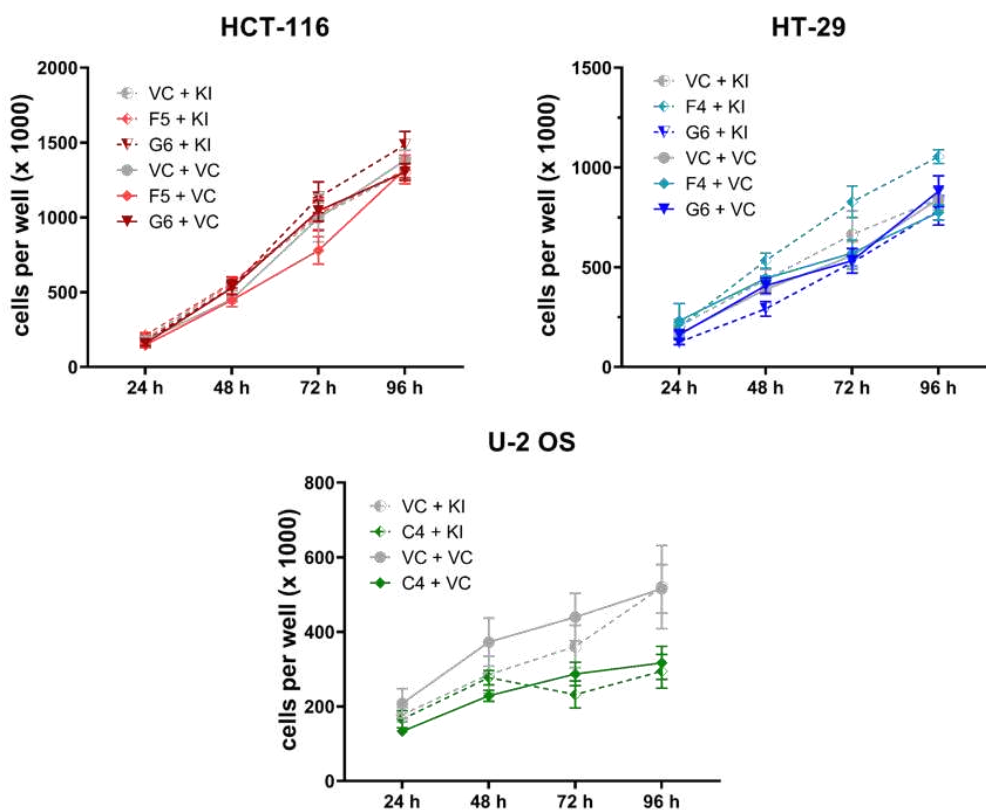 HCT-116
cells per well (x 1000)
2000
1500
1000
500
0
VC + KI
F5 + KI
G6 + KI
VC + VC
F5 + VC
G6 + VC
24 h 48 h 72 h 96 h
HT-29
cells per well (x 1000)
1500
1000
500
0
VC + KI
F4 + KI
G6 + KI
VC + VC
F4 + VC
G6 + VC
24 h 48 h 72 h 96 h
U-2 OS
cells per well (x 1000)
800
600
400
200
0
VC + KI
C4 + KI
VC + VC
C4 + VC
24 h 48 h 72 h 96 h